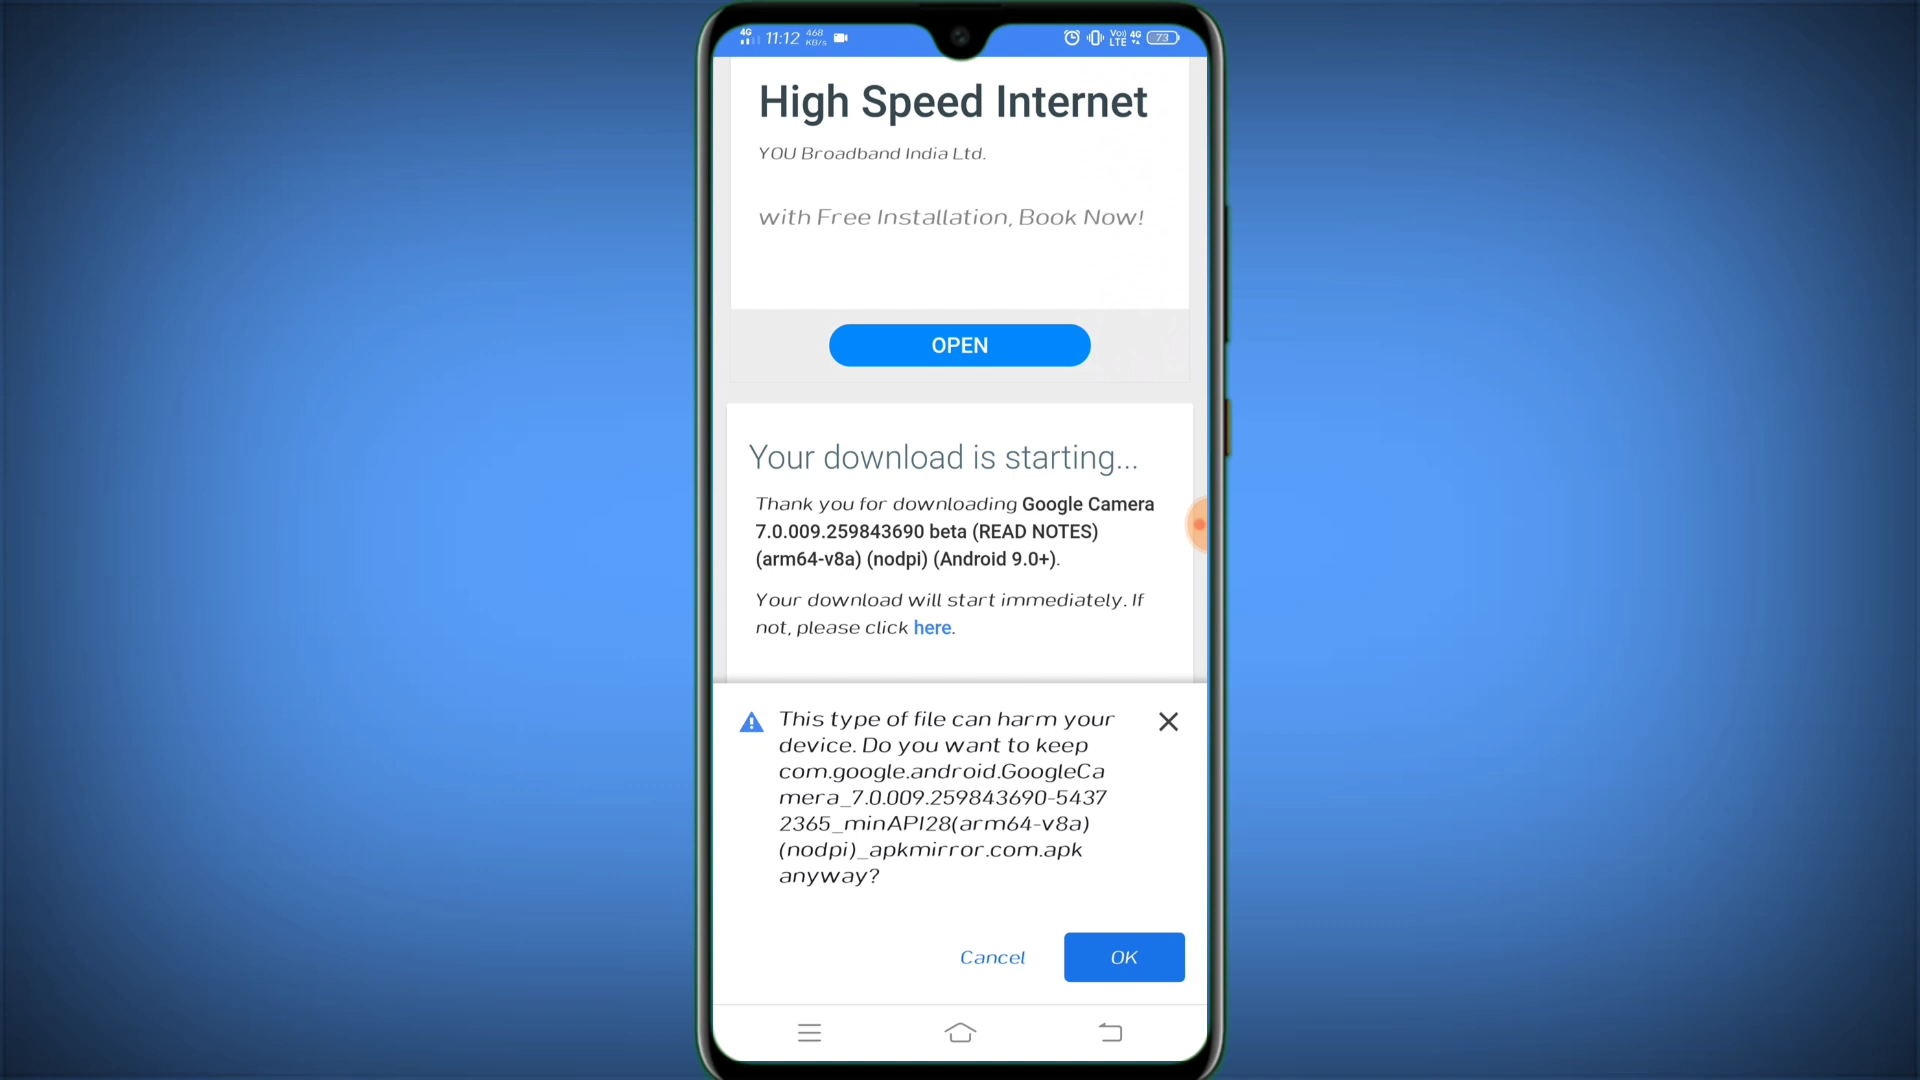 4G 11:12 468 KB/s Vo) LTE 4G 73
High Speed Internet
YOU Broadband India Ltd.
with Free Installation, Book Now!
OPEN
Your download is starting...
Thank you for downloading Google Camera
7.0.009.259843690 beta (READ NOTES)
(arm64-v8a) (nodpi) (Android 9.0+).
Your download will start immediately. If
not, please click here.
This type of file can harm your
device. Do you want to keep
com.google.android.GoogleCa
mera_7.0.009.259843690-5437
2365_minAPI28(arm64-v8a)
(nodpi)_apkmirror.com.apk
anyway?
Cancel OK